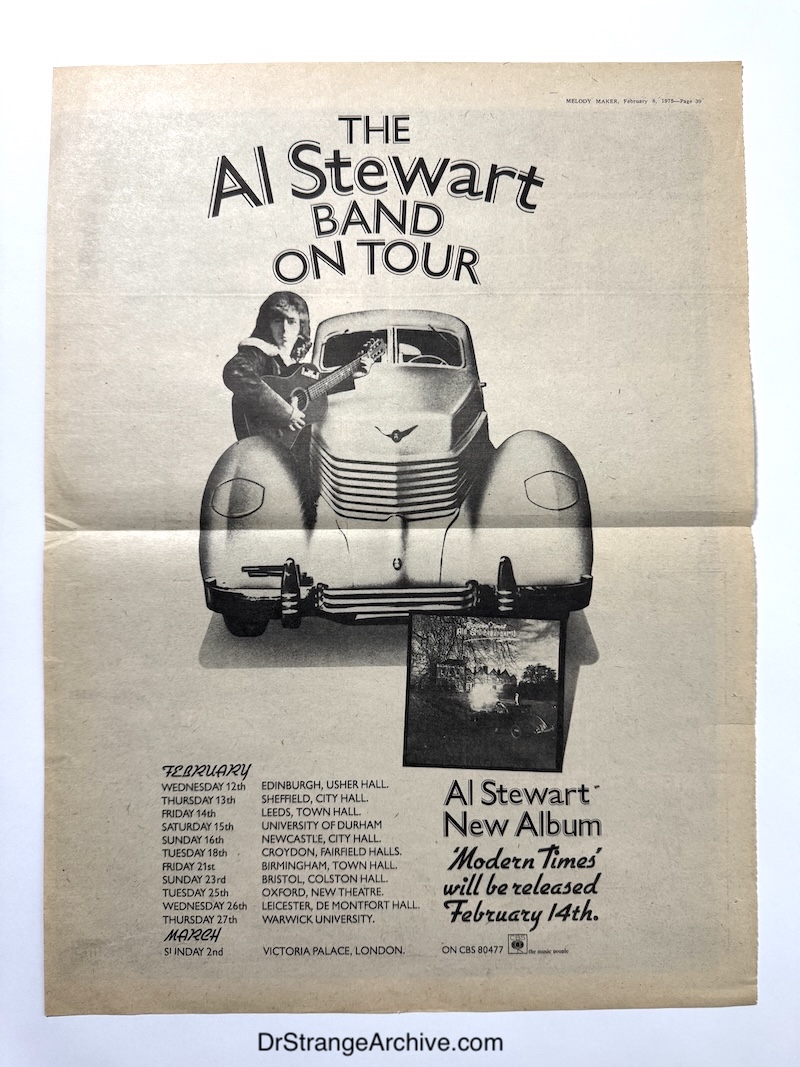 MELODY MAKER, February 8, 1975—Page 39
THE
Al Stewart
BAND
ON TOUR
FEBRUARY
WEDNESDAY 12th EDINBURGH, USHER HALL.
THURSDAY 13th SHEFFIELD, CITY HALL.
FRIDAY 14th LEEDS, TOWN HALL.
SATURDAY 15th UNIVERSITY OF DURHAM
SUNDAY 16th NEWCASTLE, CITY HALL.
TUESDAY 18th CROYDON, FAIRFIELD HALLS.
FRIDAY 21st BIRMINGHAM, TOWN HALL.
SUNDAY 23rd BRISTOL, COLSTON HALL.
TUESDAY 25th OXFORD, NEW THEATRE.
WEDNESDAY 26th LEICESTER, DE MONTFORT HALL.
THURSDAY 27th WARWICK UNIVERSITY.
MARCH
SUNDAY 2nd VICTORIA PALACE, LONDON.
Al Stewart
New Album
'Modern Times'
will be released
February 14th.
ON CBS 80477 CBS the music people
DrStrangeArchive.com